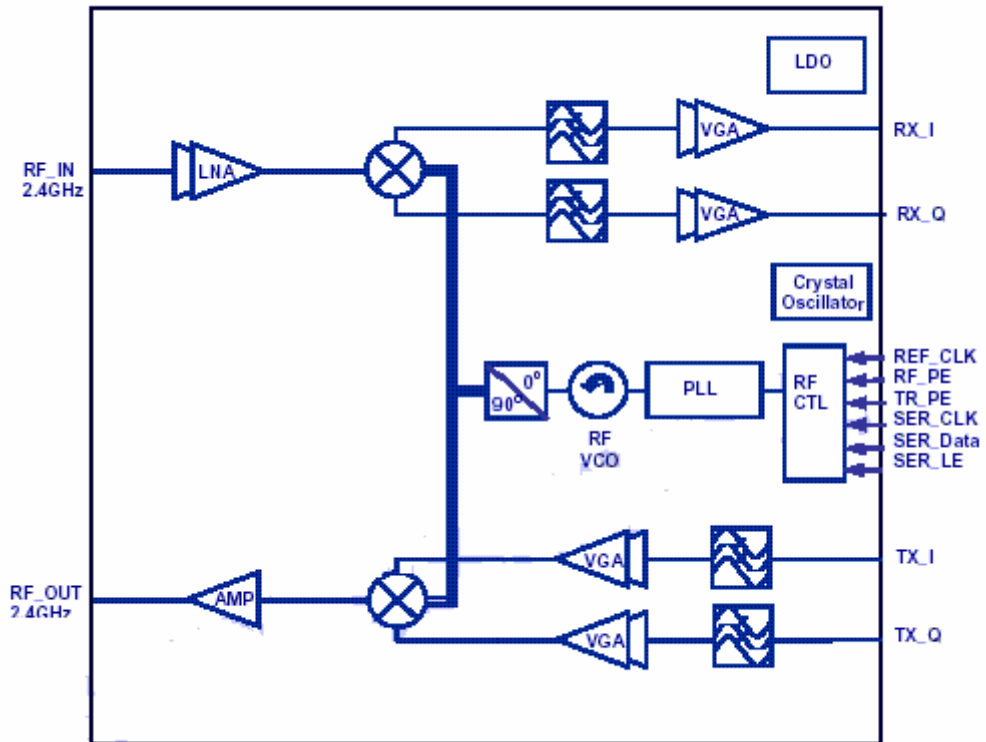 LDO
VGA
RX_I
RF_IN
2.4GHz
LNA
VGA
RX_Q
Crystal
Oscillator
REF_CLK
RF_PE
TR_PE
SER_CLK
SER_Data
SER_LE
0°
90°
PLL
RF
CTL
RF
VCO
VGA
TX_I
RF_OUT
2.4GHz
AMP
VGA
TX_Q